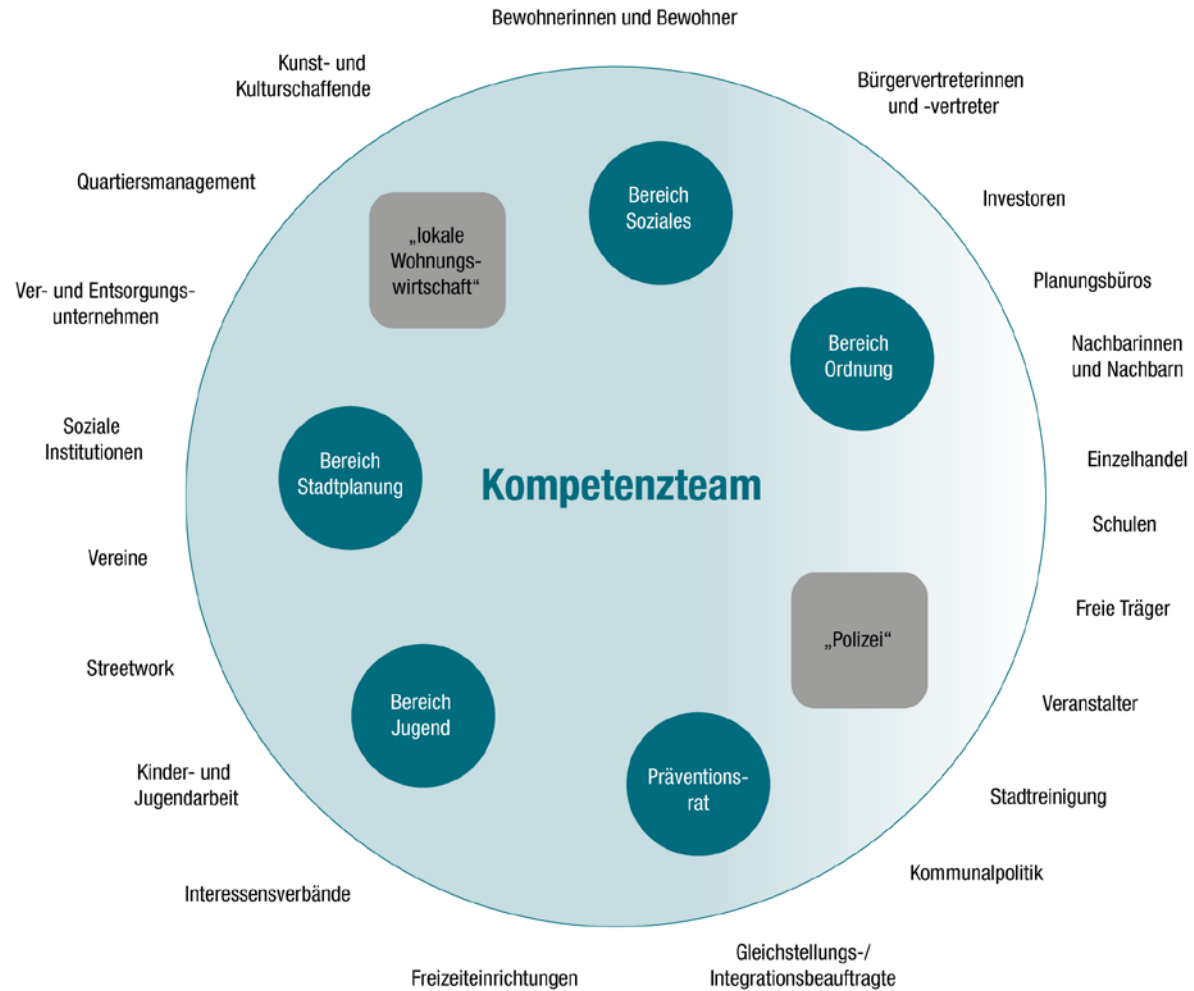 Bewohnerinnen und Bewohner
Kunst- und
Kulturschaffende
Bürgervertreterinnen
und -vertreter
Quartiersmanagement
Investoren
Bereich
Soziales
„lokale
Wohnungs-
wirtschaft“
Ver- und Entsorgungs-
unternehmen
Planungsbüros
Bereich
Ordnung
Nachbarinnen
und Nachbarn
Soziale
Institutionen
Bereich
Stadtplanung
Kompetenzteam
Einzelhandel
Schulen
Vereine
Freie Träger
„Polizei“
Streetwork
Bereich
Jugend
Veranstalter
Kinder- und
Jugendarbeit
Präventions-
rat
Stadtreinigung
Interessensverbände
Kommunalpolitik
Freizeiteinrichtungen
Gleichstellungs-/
Integrationsbeauftragte